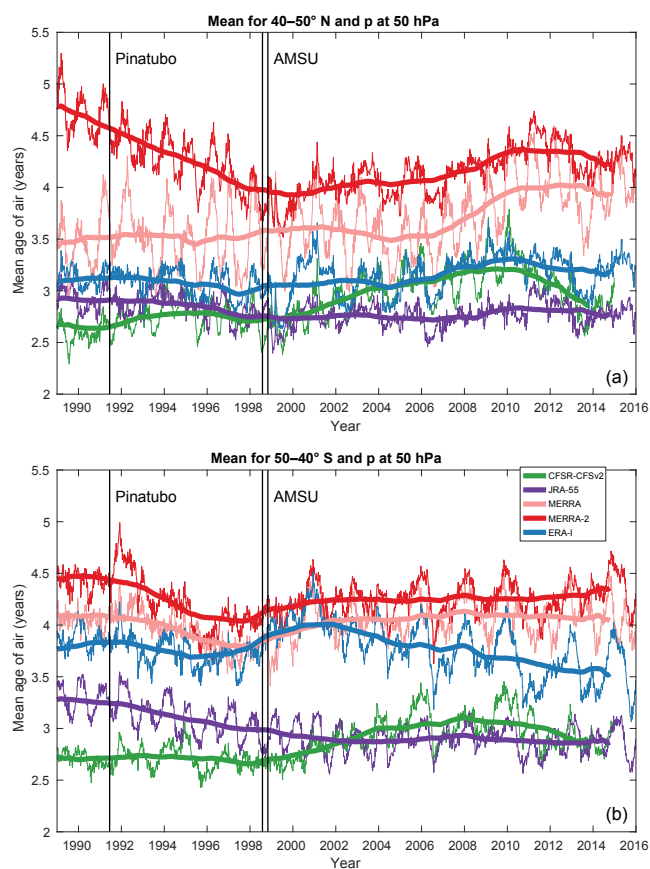 Mean for 40–50° N and p at 50 hPa
5.5
Pinatubo AMSU
5
4.5
4
3.5
3
2.5
2
Mean age of air (years)
(a)
1990 1992 1994 1996 1998 2000 2002 2004 2006 2008 2010 2012 2014 2016
Year
Mean for 50–40° S and p at 50 hPa
5.5
Pinatubo AMSU
CFSR-CFSv2
JRA-55
MERRA
MERRA-2
ERA-I
5
4.5
4
3.5
3
2.5
2
Mean age of air (years)
(b)
1990 1992 1994 1996 1998 2000 2002 2004 2006 2008 2010 2012 2014 2016
Year